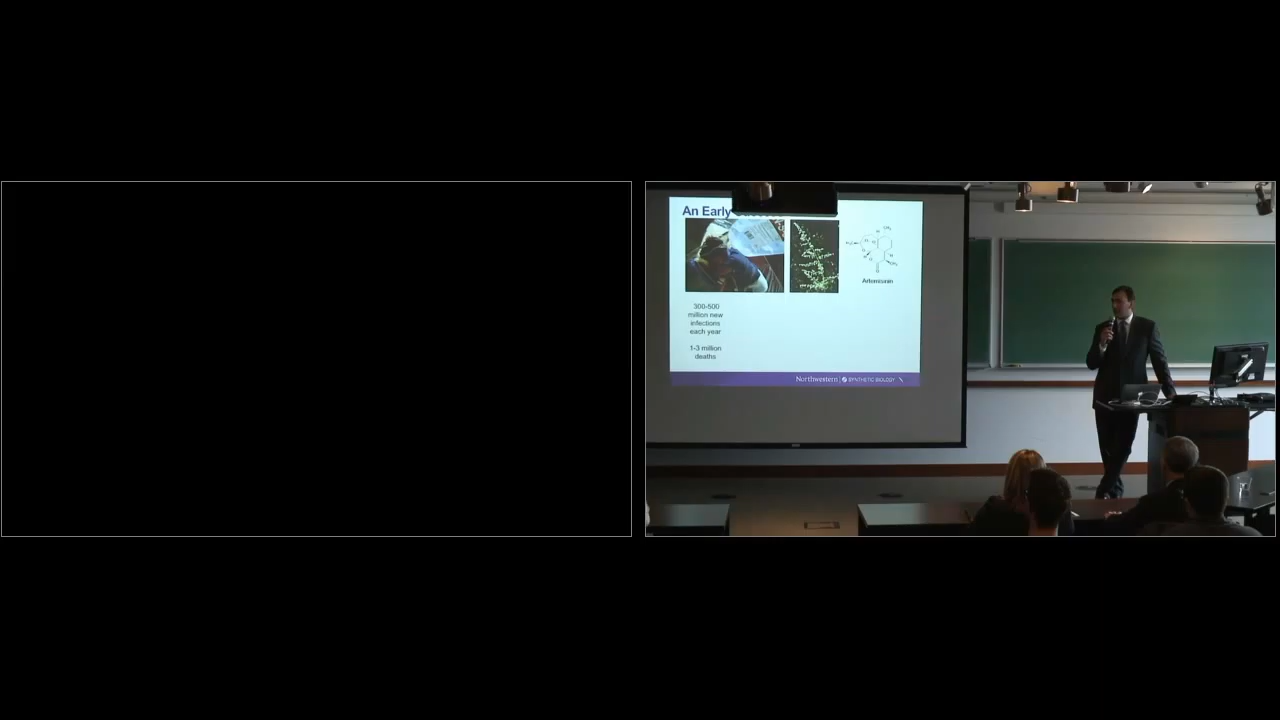 An Early
Artemisinin
300-500
million new
infections
each year
1-3 million
deaths
Northwestern | SYNTHETIC BIOLOGY